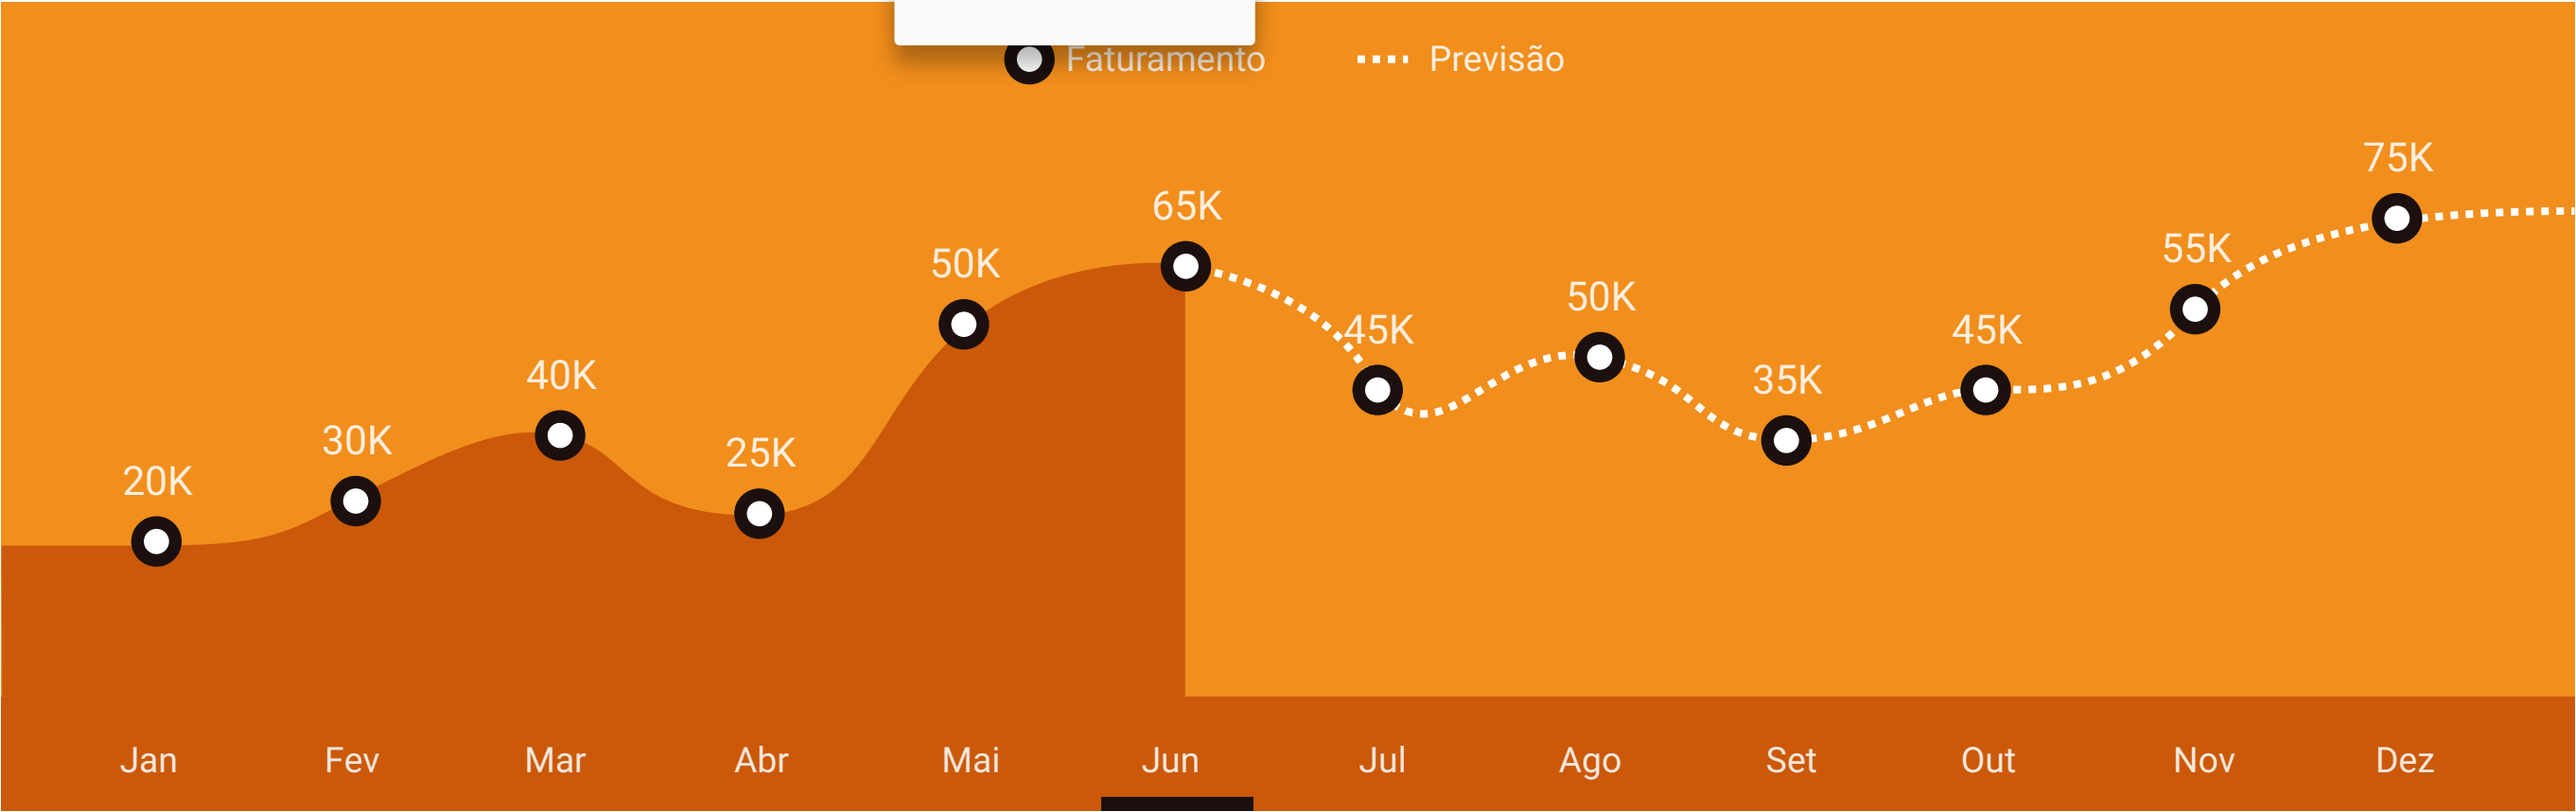 Faturamento
Previsão
75K
65K
55K
50K
50K
45K
45K
40K
35K
30K
25K
20K
Jan Fev Mar Abr Mai Jun Jul Ago Set Out Nov Dez